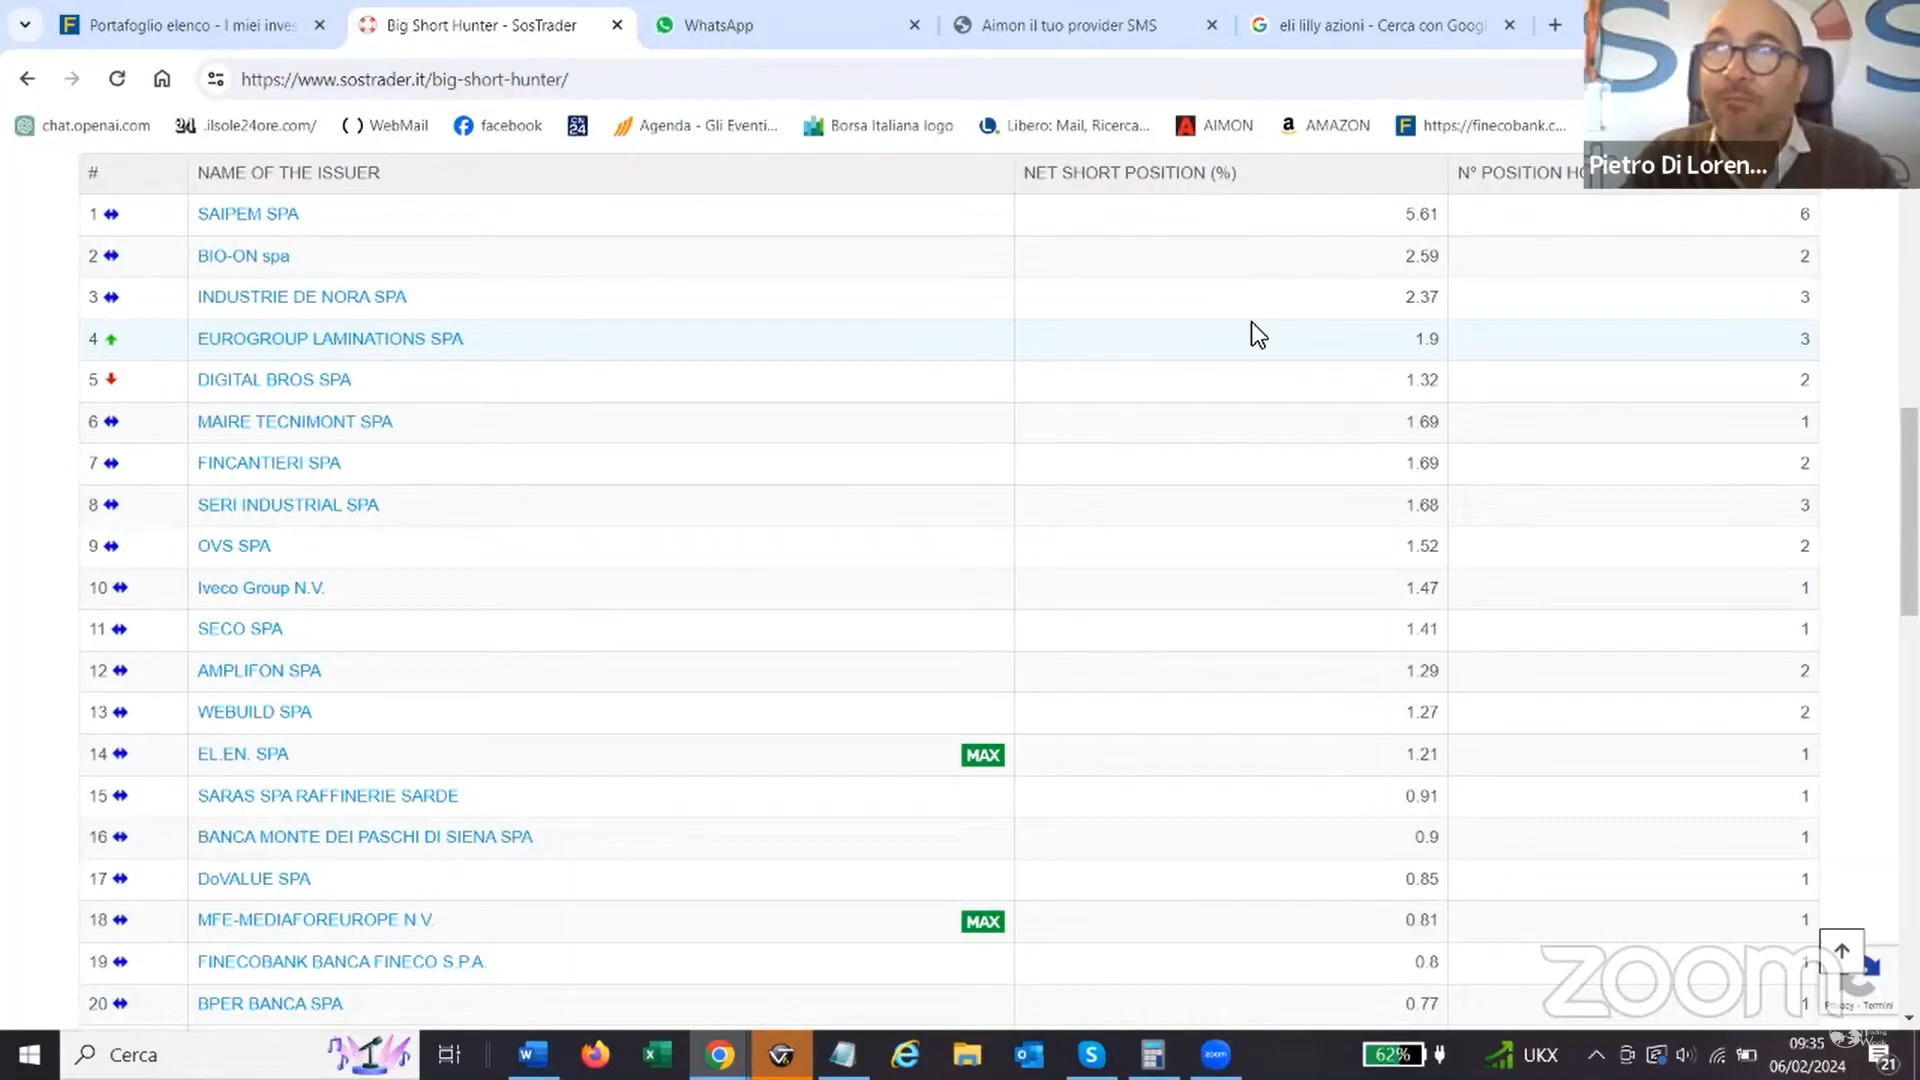 Portafoglio elenco - I miei inves
Big Short Hunter - SosTrader
WhatsApp
Aimon il tuo provider SMS
eli lilly azioni - Cerca con Googl
https://www.sostrader.it/big-short-hunter/
chat.openai.com
24 .ilsole24ore.com/
WebMail
facebook
Agenda - Gli Eventi...
Borsa Italiana logo
Libero: Mail, Ricerca...
AIMON
AMAZON
https://finecobank.c...
Pietro Di Loren...
# NAME OF THE ISSUER NET SHORT POSITION (%) N° POSITION HO
1 SAIPEM SPA 5.61 6
2 BIO-ON spa 2.59 2
3 INDUSTRIE DE NORA SPA 2.37 3
4 EUROGROUP LAMINATIONS SPA 1.9 3
5 DIGITAL BROS SPA 1.32 2
6 MAIRE TECNIMONT SPA 1.69 1
7 FINCANTIERI SPA 1.69 2
8 SERI INDUSTRIAL SPA 1.68 3
9 OVS SPA 1.52 2
10 Iveco Group N.V. 1.47 1
11 SECO SPA 1.41 1
12 AMPLIFON SPA 1.29 2
13 WEBUILD SPA 1.27 2
14 EL.EN. SPA MAX 1.21 1
15 SARAS SPA RAFFINERIE SARDE 0.91 1
16 BANCA MONTE DEI PASCHI DI SIENA SPA 0.9 1
17 DoVALUE SPA 0.85 1
18 MFE-MEDIAFOREUROPE N.V. MAX 0.81 1
19 FINECOBANK BANCA FINECO S.P.A. 0.8 1
20 BPER BANCA SPA 0.77 1
zoom
Privacy - Termini
Cerca
62%
UKX
09:35
06/02/2024
21